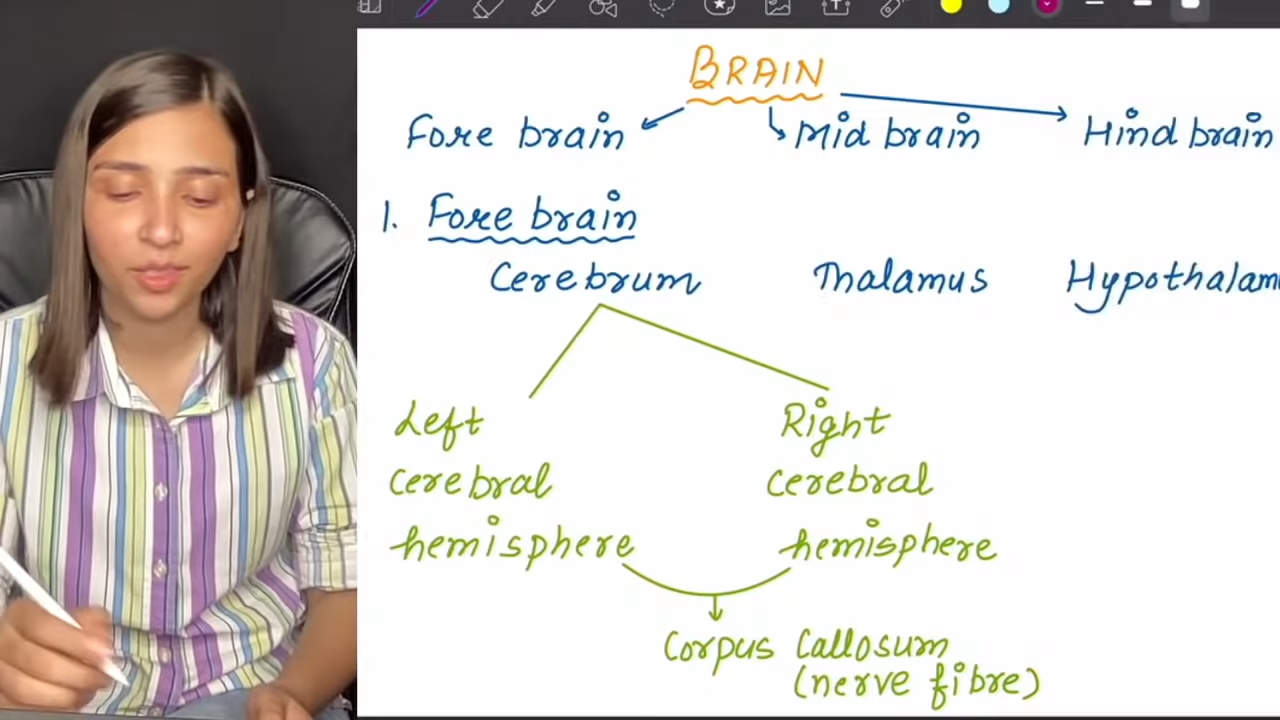 BRAIN
Fore brain Mid brain Hind brain
1. Fore brain
Cerebrum Thalamus Hypothalam
Left Right
cerebral cerebral
hemisphere hemisphere
Corpus Callosum
(nerve fibre)